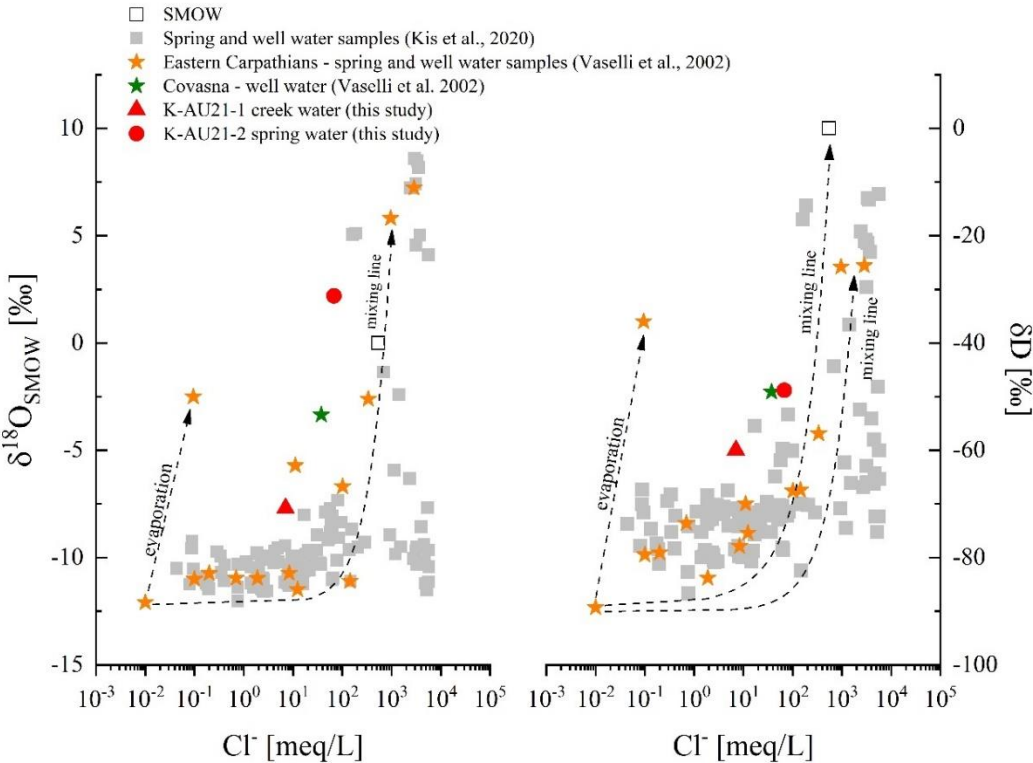 SMOW
Spring and well water samples (Kis et al., 2020)
Eastern Carpathians - spring and well water samples (Vaselli et al., 2002)
Covasna - well water (Vaselli et al. 2002)
K-AU21-1 creek water (this study)
K-AU21-2 spring water (this study)
10
5
0
-5
-10
-15
δ¹⁸O_SMOW [‰]
evaporation
mixing line
10⁻³ 10⁻² 10⁻¹ 10⁰ 10¹ 10² 10³ 10⁴ 10⁵
Cl⁻ [meq/L]
evaporation
mixing line
mixing line
10⁻³ 10⁻² 10⁻¹ 10⁰ 10¹ 10² 10³ 10⁴ 10⁵
Cl⁻ [meq/L]
0
-20
-40
-60
-80
-100
δD [‰]